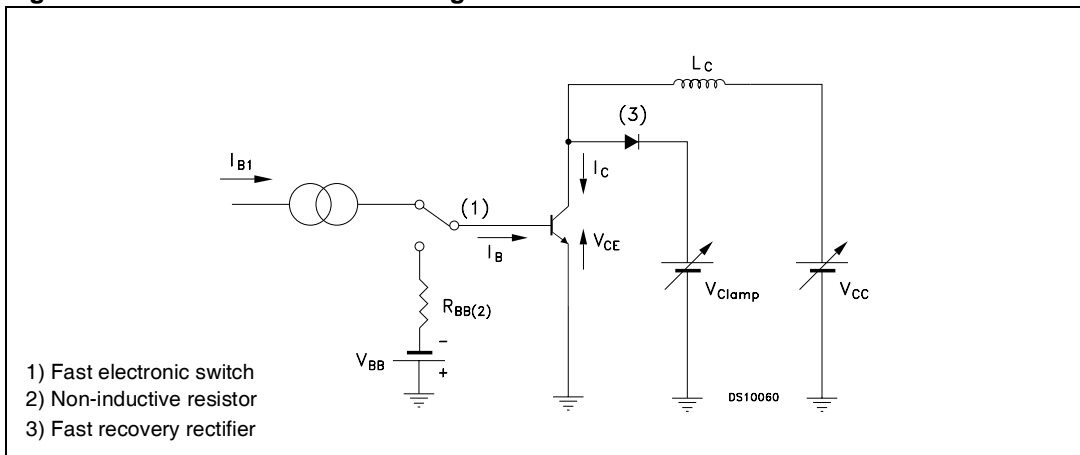 L_C
(3)
I_B1
I_C
(1)
I_B
V_CE
V_Clamp
V_CC
R_BB(2)
V_BB
-
+
DS10060
1) Fast electronic switch
2) Non-inductive resistor
3) Fast recovery rectifier